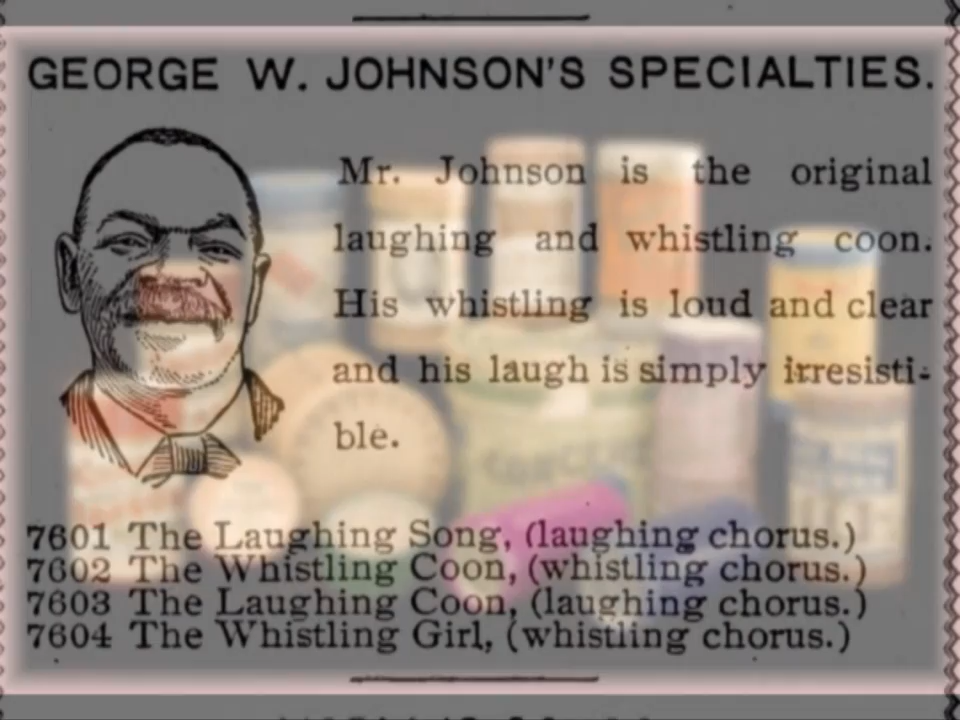 GEORGE W. JOHNSON'S SPECIALTIES.
Mr. Johnson is the original
laughing and whistling coon.
His whistling is loud and clear
and his laugh is simply irresisti-
ble.
7601 The Laughing Song, (laughing chorus.)
7602 The Whistling Coon, (whistling chorus.)
7603 The Laughing Coon, (laughing chorus.)
7604 The Whistling Girl, (whistling chorus.)